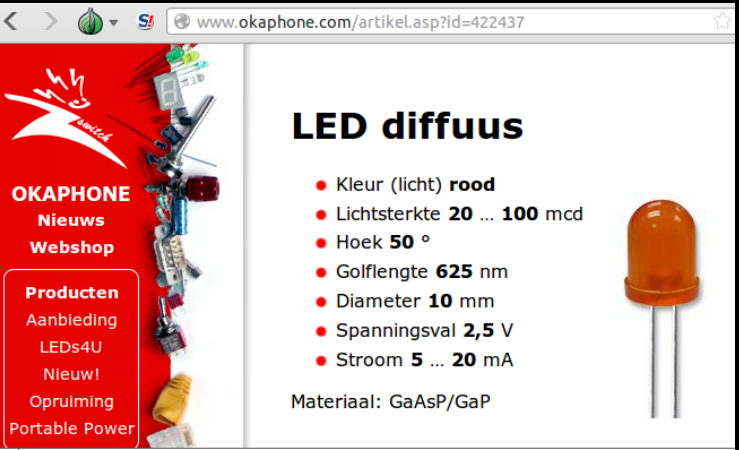 S!
www.okaphone.com/artikel.asp?id=422437
switch
OKAPHONE
Nieuws
Webshop
Producten
Aanbieding
LEDs4U
Nieuw!
Opruiming
Portable Power
LED diffuus
Kleur (licht) rood
Lichtsterkte 20 ... 100 mcd
Hoek 50 °
Golflengte 625 nm
Diameter 10 mm
Spanningsval 2,5 V
Stroom 5 ... 20 mA
Materiaal: GaAsP/GaP